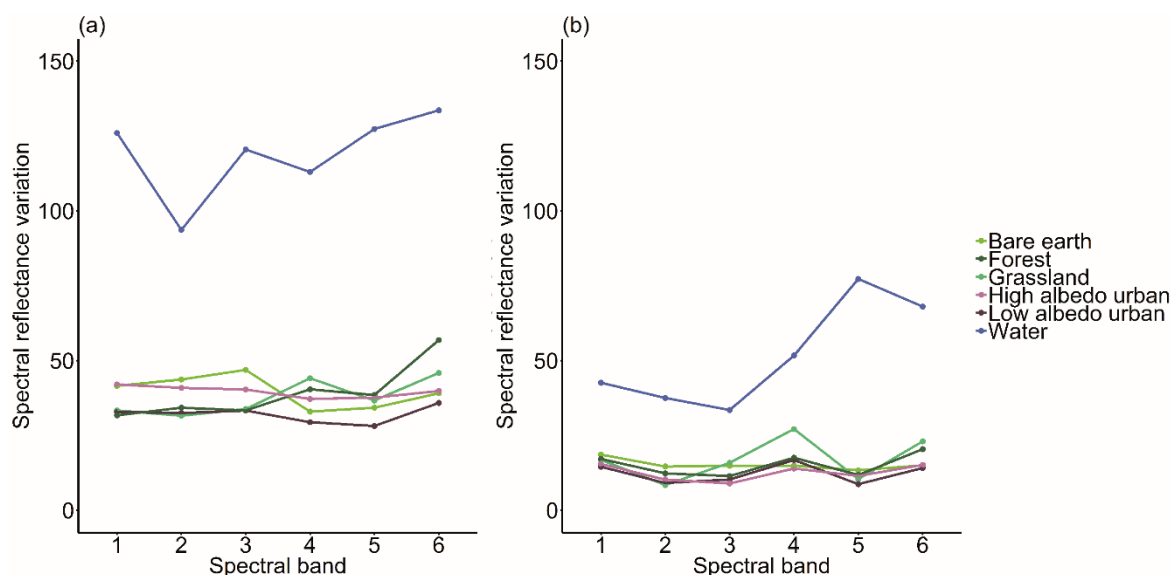 (a)
150
100
50
0
Spectral reflectance variation
1 2 3 4 5 6
Spectral band
(b)
150
100
50
0
Spectral reflectance variation
1 2 3 4 5 6
Spectral band
Bare earth
Forest
Grassland
High albedo urban
Low albedo urban
Water